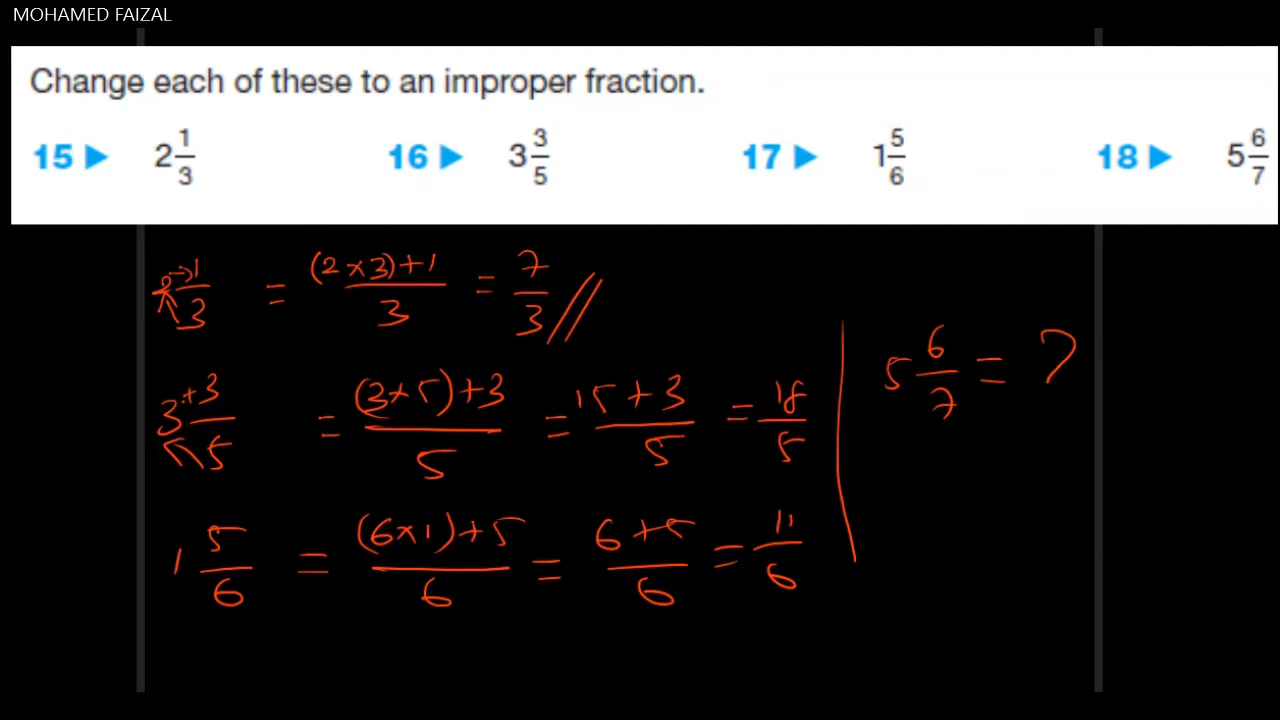 MOHAMED FAIZAL
Change each of these to an improper fraction.
15 ▶ 2 1/3 16 ▶ 3 3/5 17 ▶ 1 5/6 18 ▶ 5 6/7
2 1/3 = (2×3)+1/3 = 7/3 //
3 + 3/5 = (3×5)+3/5 = 15+3/5 = 18/5
1 5/6 = (6×1)+5/6 = 6+5/6 = 11/6
5 6/7 = ?